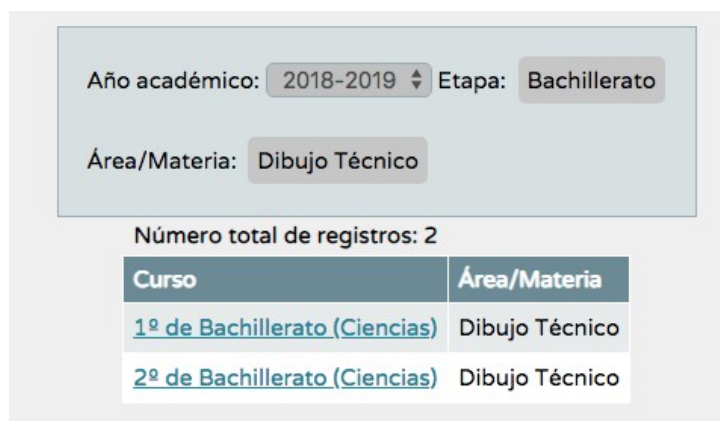 Año académico: 2018-2019 Etapa: Bachillerato
Área/Materia: Dibujo Técnico
Número total de registros: 2
Curso Área/Materia
1º de Bachillerato (Ciencias) Dibujo Técnico
2º de Bachillerato (Ciencias) Dibujo Técnico